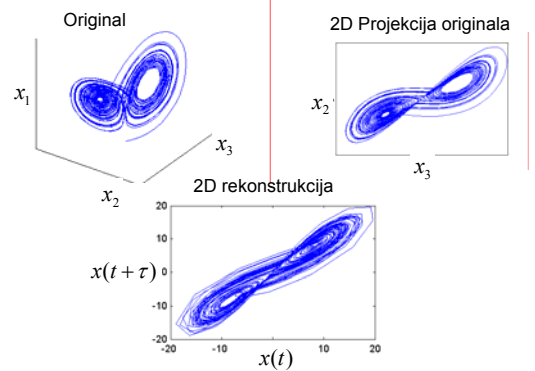 Original
2D Projekcija originala
x₁
x₂
x₃
x₂
x₃
2D rekonstrukcija
20
10
0
-10
-20
x(t + τ)
-20
-10
0
10
20
x(t)